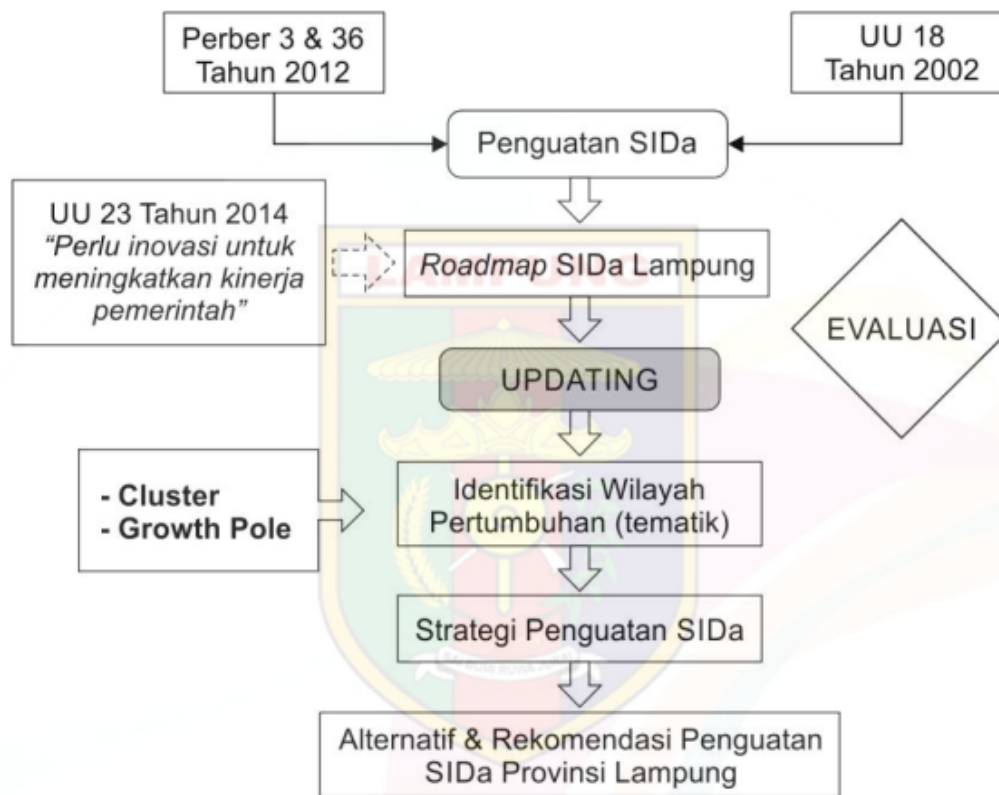 Perber 3 & 36
Tahun 2012
UU 18
Tahun 2002
Penguatan SIDa
UU 23 Tahun 2014
“Perlu inovasi untuk
meningkatkan kinerja
pemerintah”
Roadmap SIDa Lampung
LAMPUNG
EVALUASI
UPDATING
- Cluster
- Growth Pole
Identifikasi Wilayah
Pertumbuhan (tematik)
Strategi Penguatan SIDa
Alternatif & Rekomendasi Penguatan
SIDa Provinsi Lampung